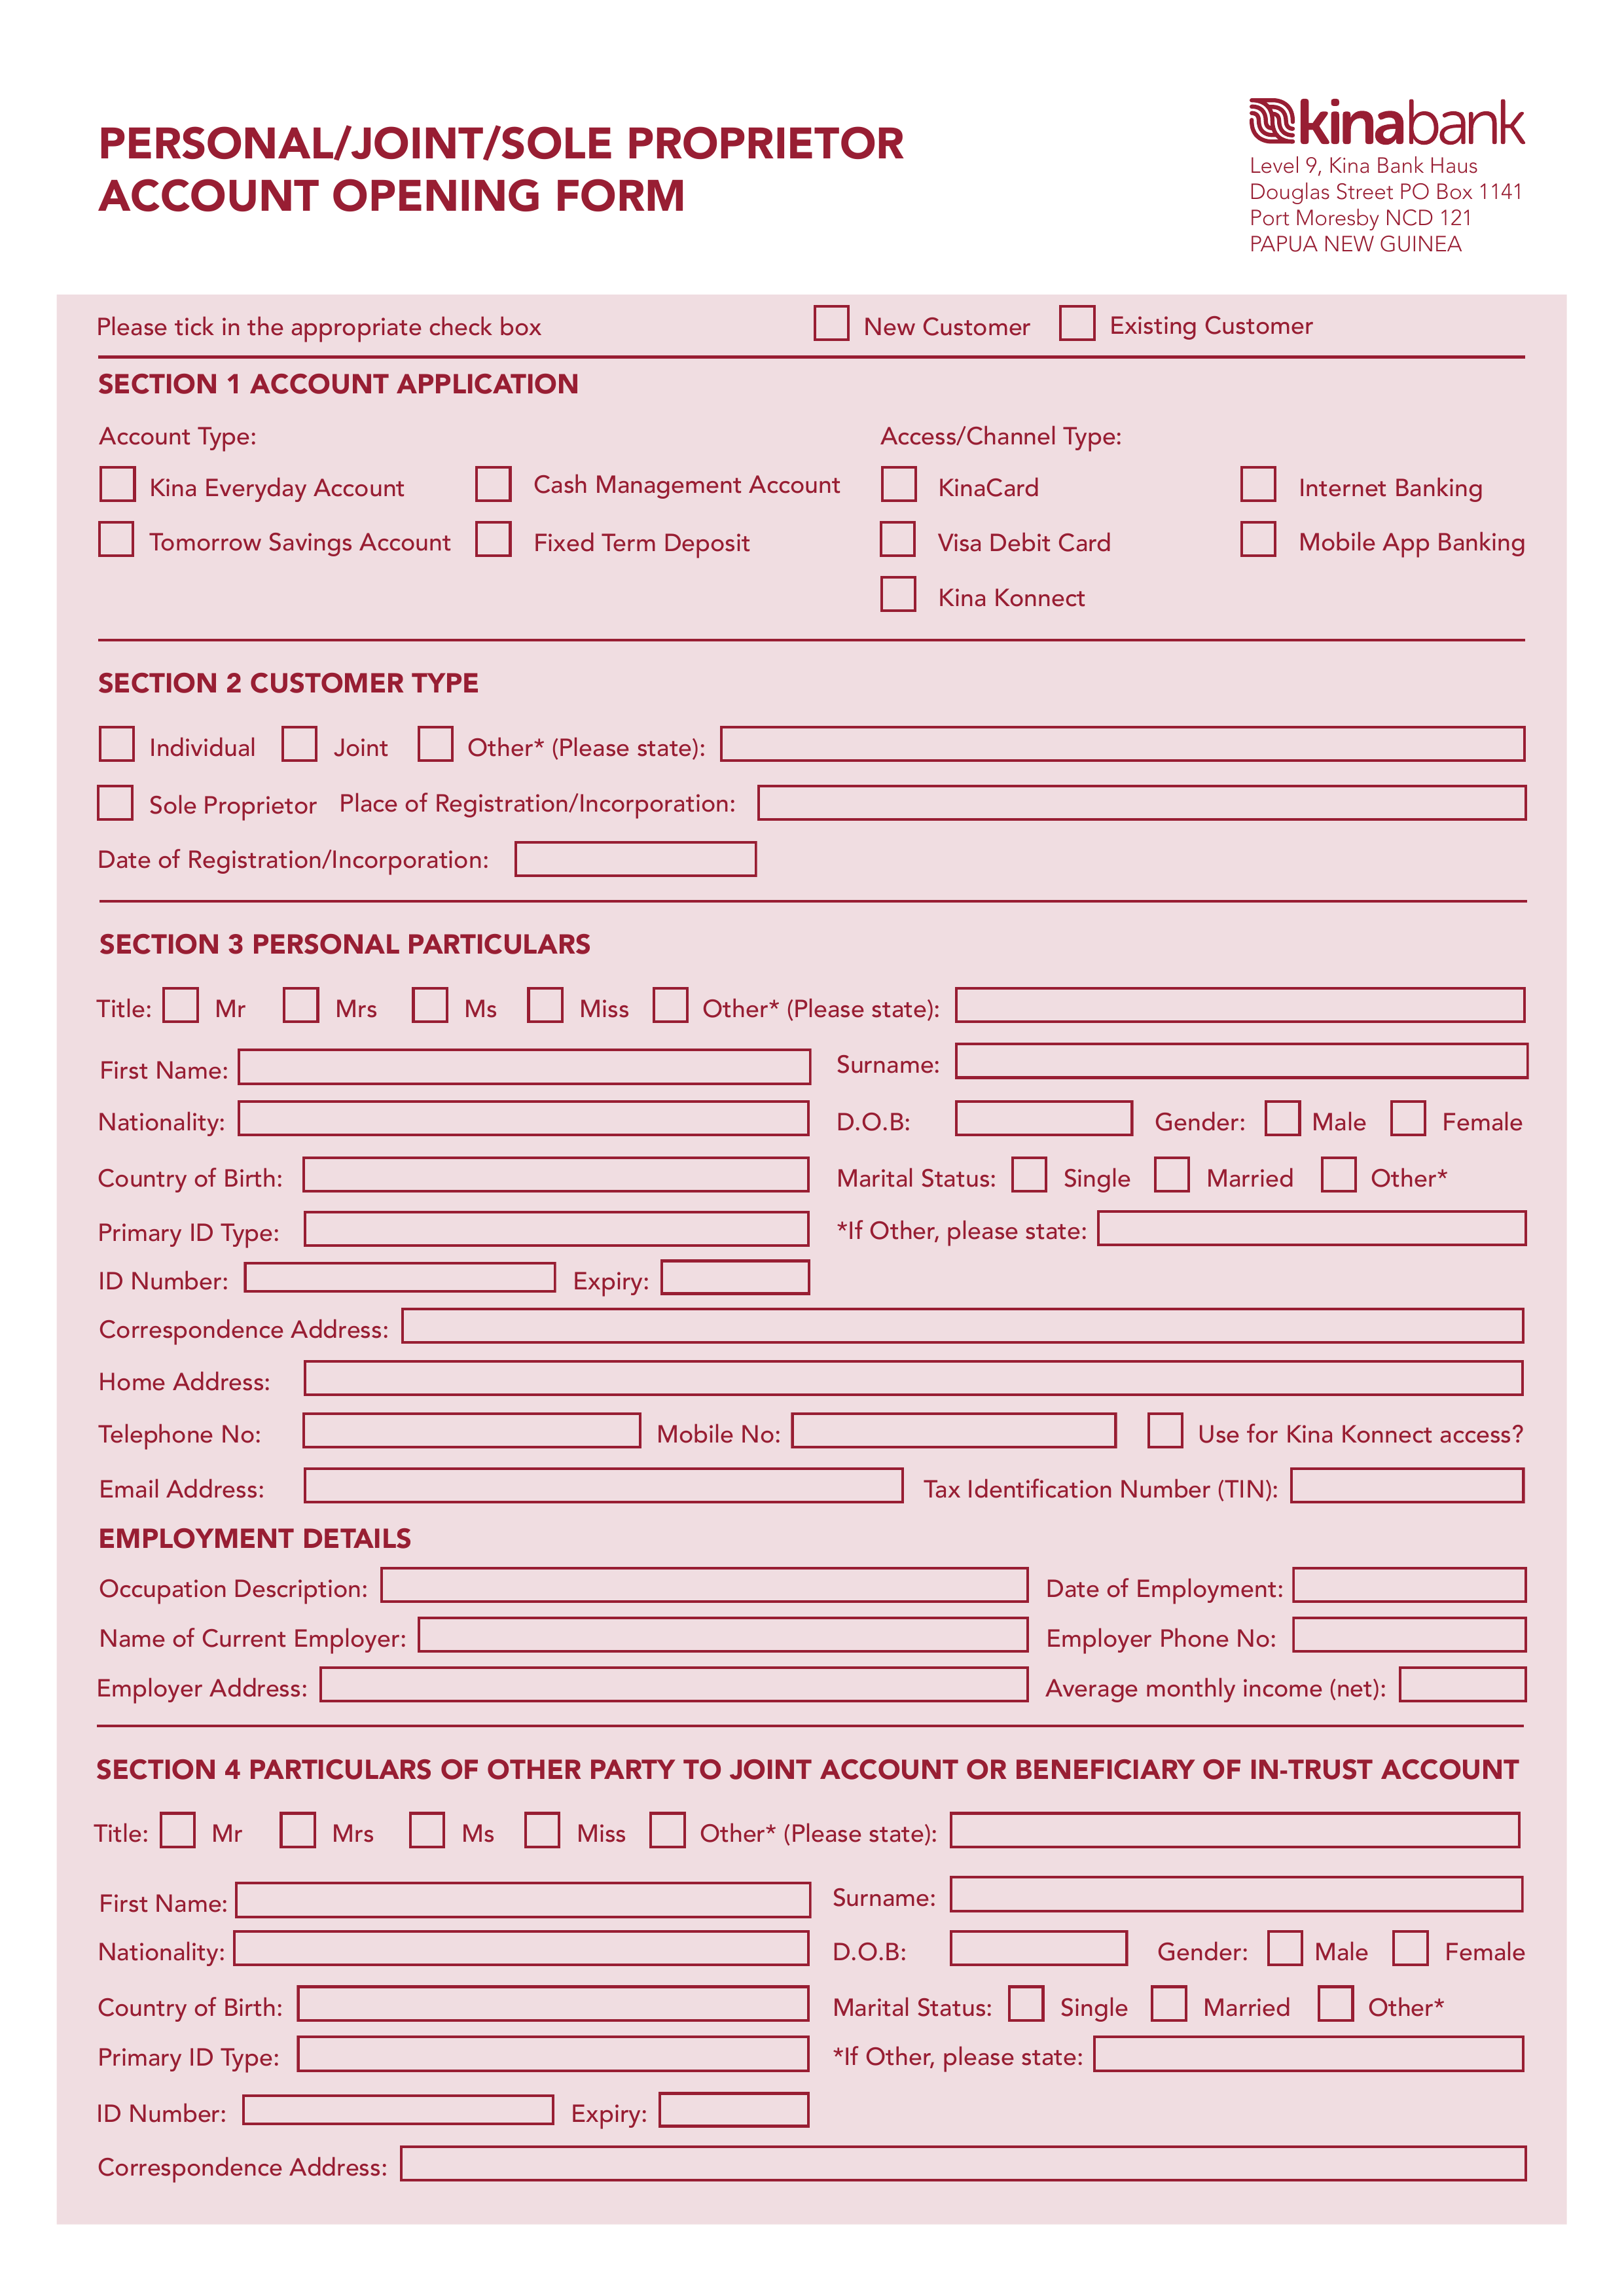 PERSONAL/JOINT/SOLE PROPRIETOR
ACCOUNT OPENING FORM
kinabank
Level 9, Kina Bank Haus
Douglas Street PO Box 1141
Port Moresby NCD 121
PAPUA NEW GUINEA
Please tick in the appropriate check box New Customer Existing Customer
SECTION 1 ACCOUNT APPLICATION
Account Type: Access/Channel Type:
Kina Everyday Account Cash Management Account KinaCard Internet Banking
Tomorrow Savings Account Fixed Term Deposit Visa Debit Card Mobile App Banking
Kina Konnect
SECTION 2 CUSTOMER TYPE
Individual Joint Other* (Please state):
Sole Proprietor Place of Registration/Incorporation:
Date of Registration/Incorporation:
SECTION 3 PERSONAL PARTICULARS
Title: Mr Mrs Ms Miss Other* (Please state):
First Name: Surname:
Nationality: D.O.B: Gender: Male Female
Country of Birth: Marital Status: Single Married Other*
Primary ID Type: *If Other, please state:
ID Number: Expiry:
Correspondence Address:
Home Address:
Telephone No: Mobile No: Use for Kina Konnect access?
Email Address: Tax Identification Number (TIN):
EMPLOYMENT DETAILS
Occupation Description: Date of Employment:
Name of Current Employer: Employer Phone No:
Employer Address: Average monthly income (net):
SECTION 4 PARTICULARS OF OTHER PARTY TO JOINT ACCOUNT OR BENEFICIARY OF IN-TRUST ACCOUNT
Title: Mr Mrs Ms Miss Other* (Please state):
First Name: Surname:
Nationality: D.O.B: Gender: Male Female
Country of Birth: Marital Status: Single Married Other*
Primary ID Type: *If Other, please state:
ID Number: Expiry:
Correspondence Address: